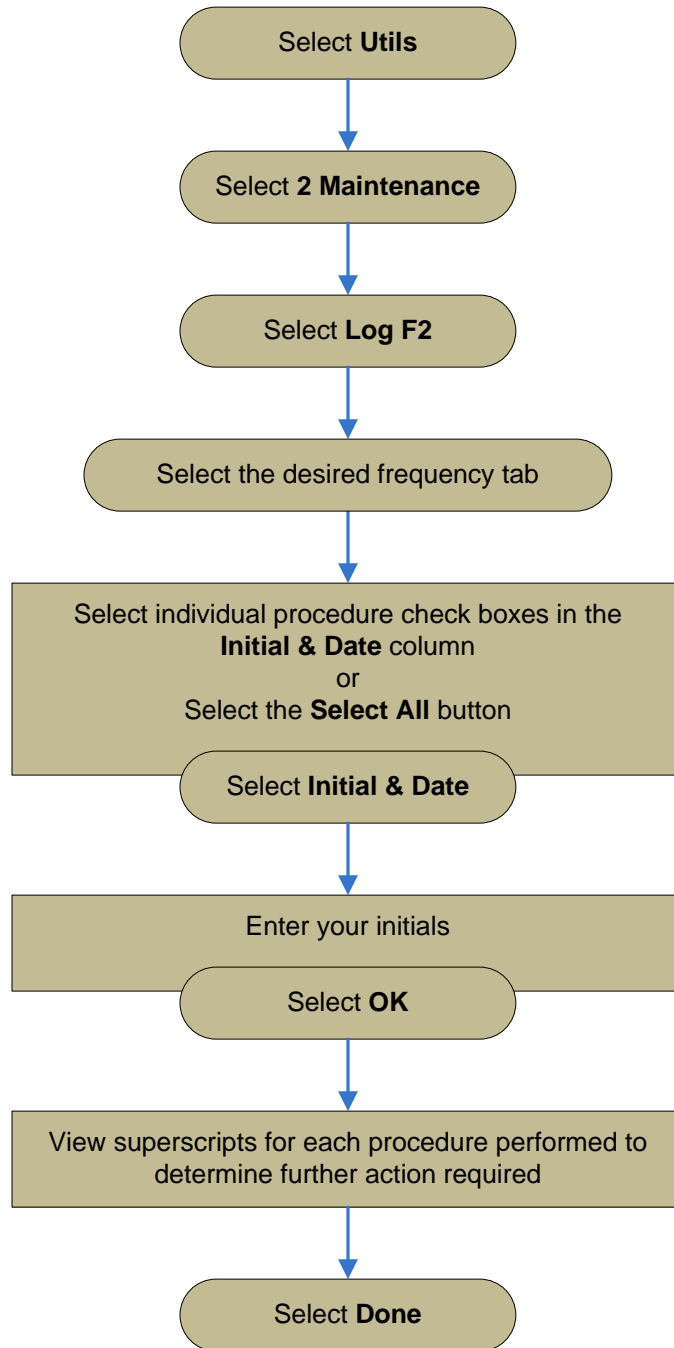 Select Utils
Select 2 Maintenance
Select Log F2
Select the desired frequency tab
Select individual procedure check boxes in the
Initial & Date column
or
Select the Select All button
Select Initial & Date
Enter your initials
Select OK
View superscripts for each procedure performed to
determine further action required
Select Done